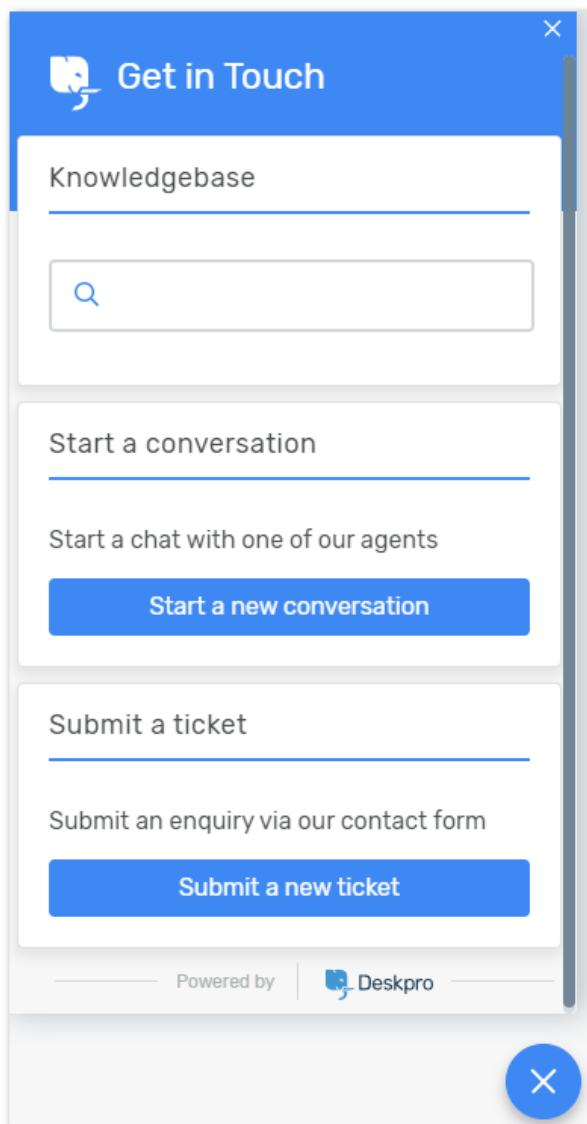 Get in Touch
Knowledgebase
Start a conversation
Start a chat with one of our agents
Start a new conversation
Submit a ticket
Submit an enquiry via our contact form
Submit a new ticket
Powered by Deskpro